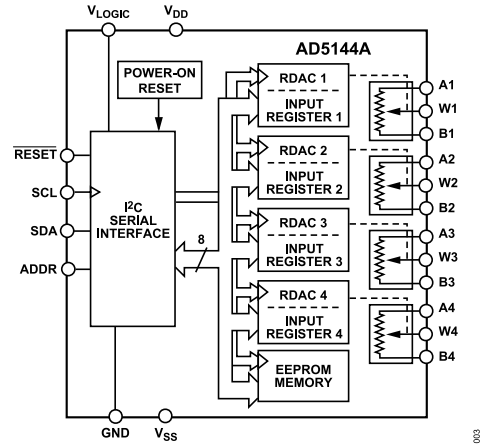 VLOGIC
VDD
AD5144A
POWER-ON
RESET
RDAC 1
INPUT
REGISTER 1
A1
W1
B1
RESET
SCL
SDA
ADDR
I2C
SERIAL
INTERFACE
8
RDAC 2
INPUT
REGISTER 2
A2
W2
B2
RDAC 3
INPUT
REGISTER 3
A3
W3
B3
RDAC 4
INPUT
REGISTER 4
A4
W4
B4
EEPROM
MEMORY
GND
VSS
003